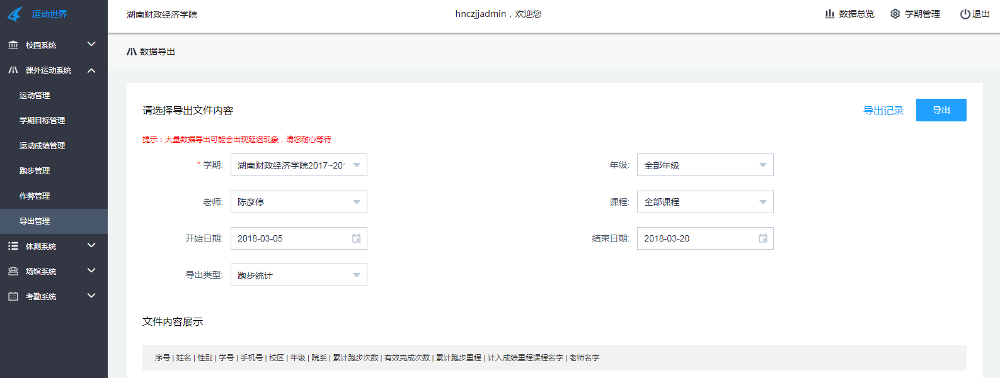 运动世界
湖南财政经济学院
hnczjjadmin，欢迎您
数据总览
学期管理
退出
校园系统
课外运动系统
运动管理
学期目标管理
运动成绩管理
跑步管理
作弊管理
导出管理
体测系统
场馆系统
考勤系统
数据导出
请选择导出文件内容
导出记录
导出
提示：大量数据导出可能会出现延迟现象，请您耐心等待
* 学期: 湖南财政经济学院2017~201
年级: 全部年级
老师: 陈彦停
课程: 全部课程
开始日期: 2018-03-05
结束日期: 2018-03-20
导出类型: 跑步统计
文件内容展示
序号 | 姓名 | 性别 | 学号 | 手机号 | 校区 | 年级 | 院系 | 累计跑步次数 | 有效完成次数 | 累计跑步里程 | 计入成绩里程课程名字 | 老师名字